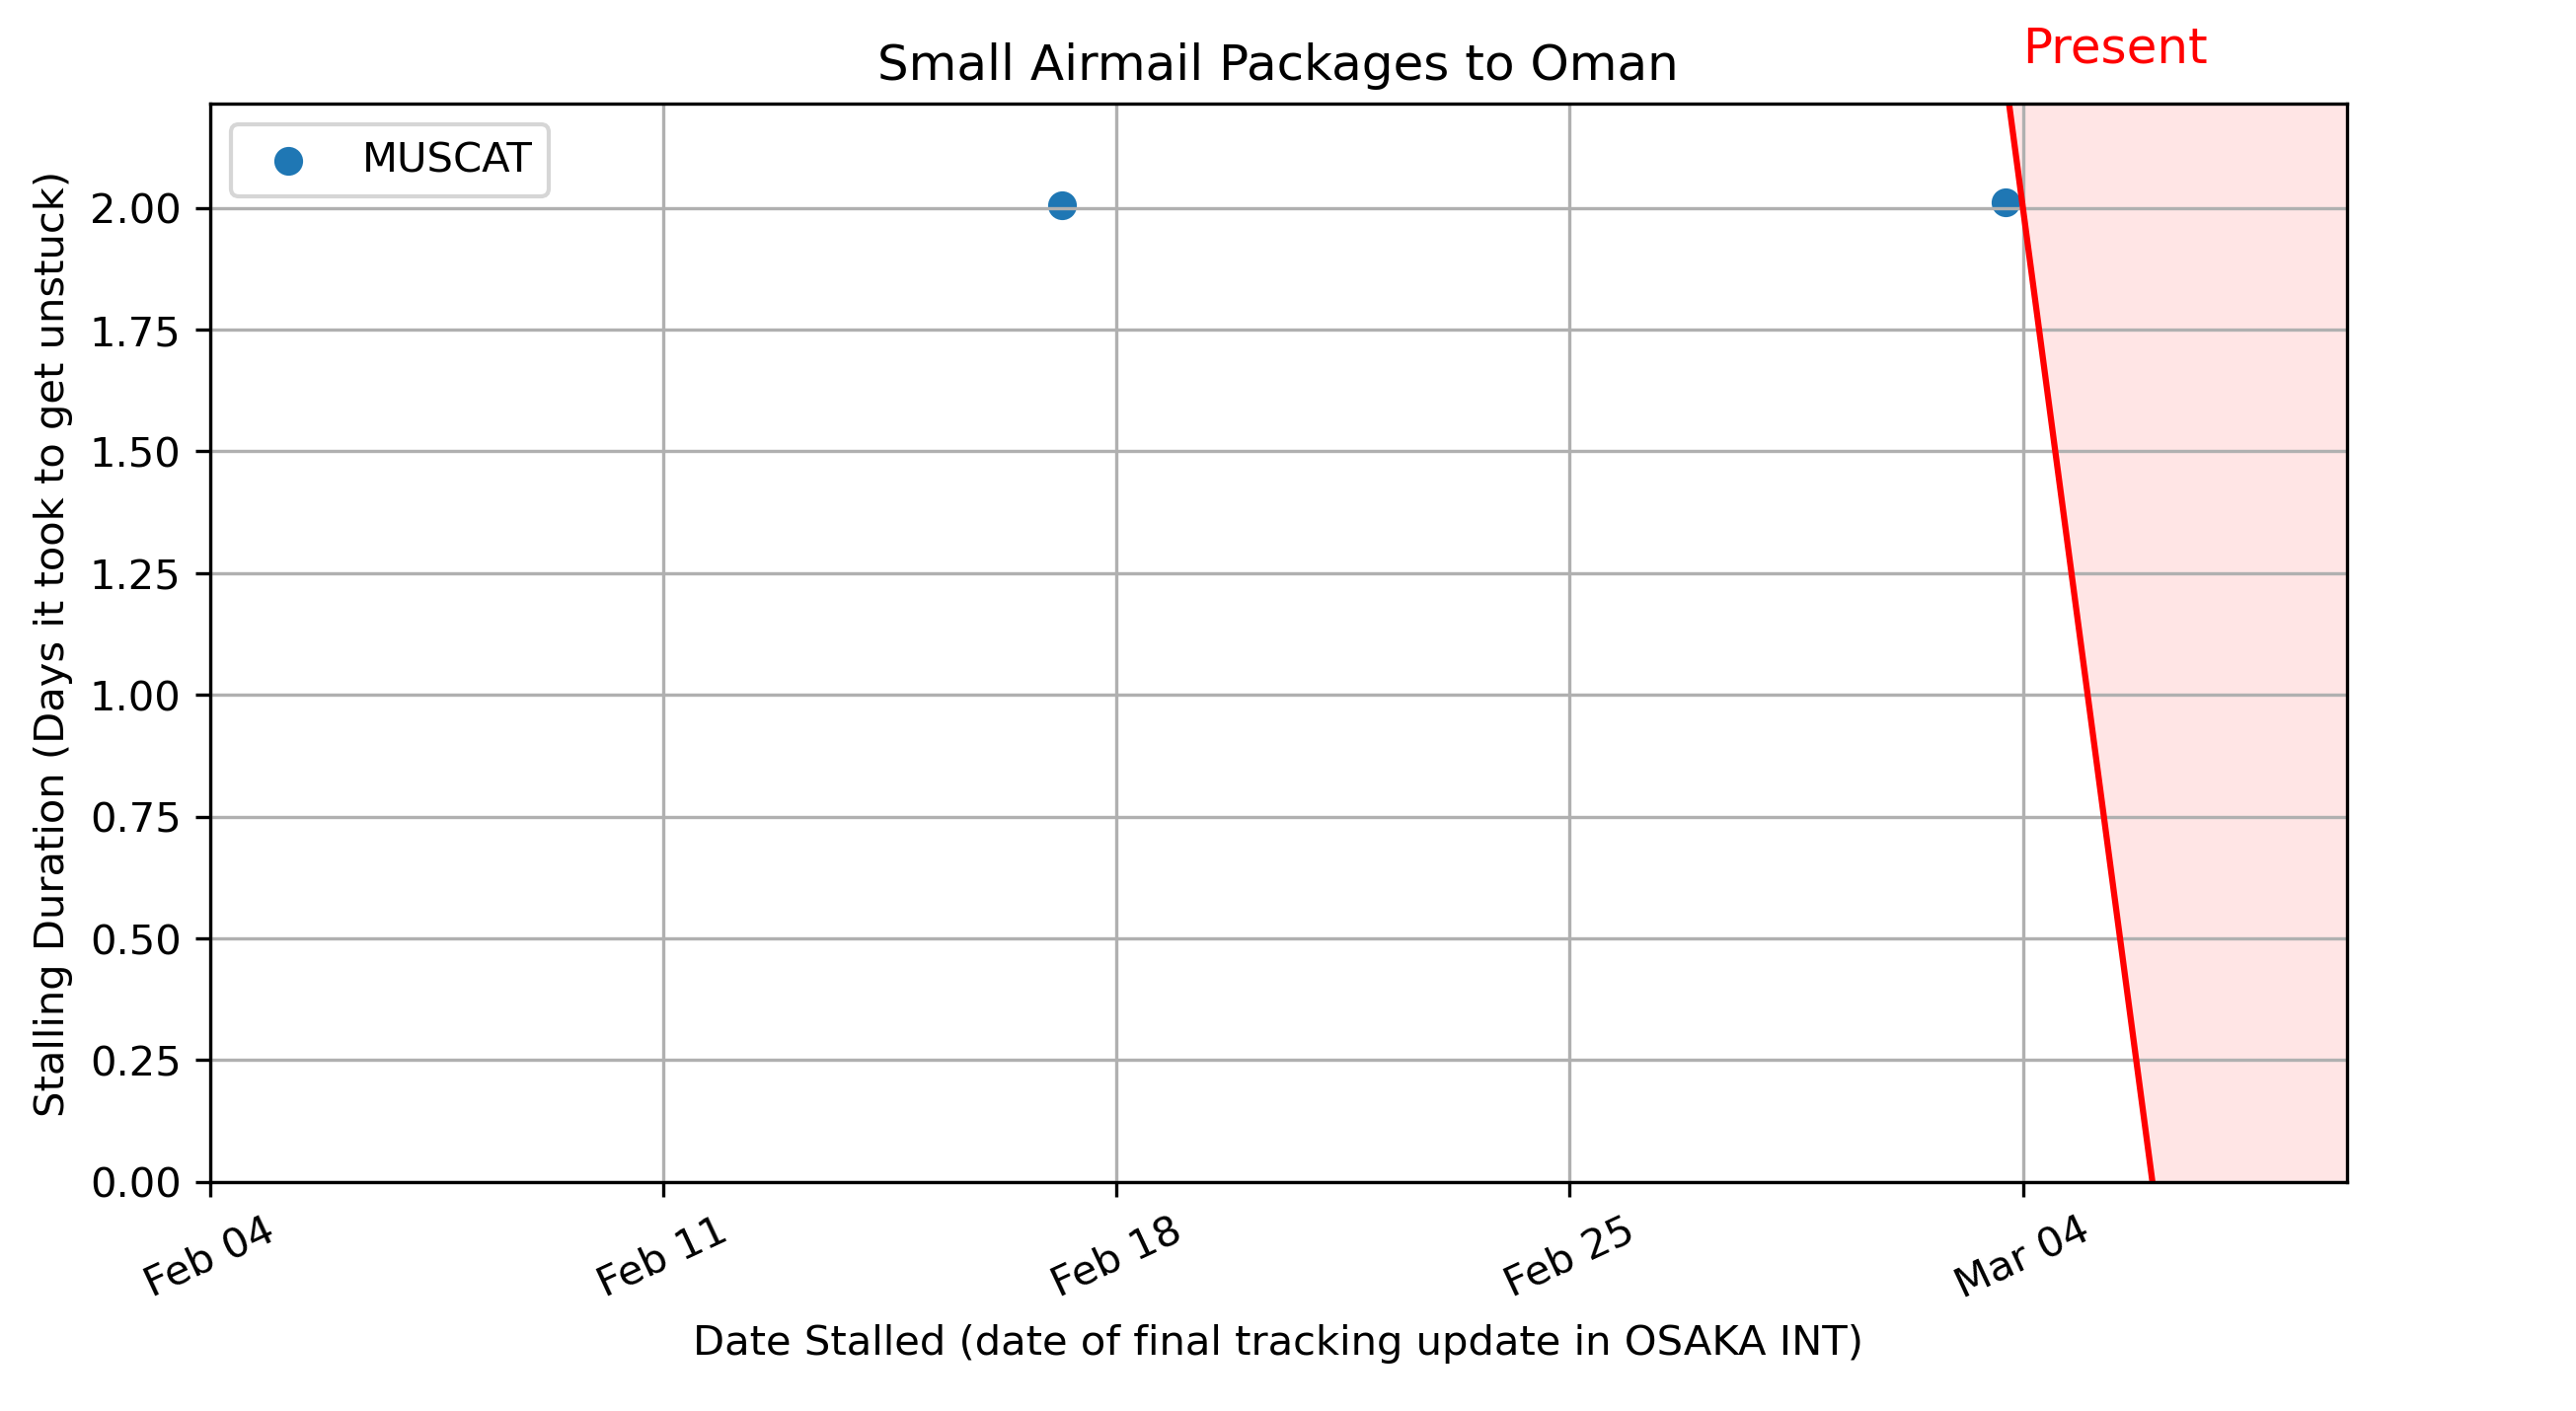 Present
Small Airmail Packages to Oman
MUSCAT
Stalling Duration (Days it took to get unstuck)
2.00
1.75
1.50
1.25
1.00
0.75
0.50
0.25
0.00
Feb 04
Feb 11
Feb 18
Feb 25
Mar 04
Date Stalled (date of final tracking update in OSAKA INT)